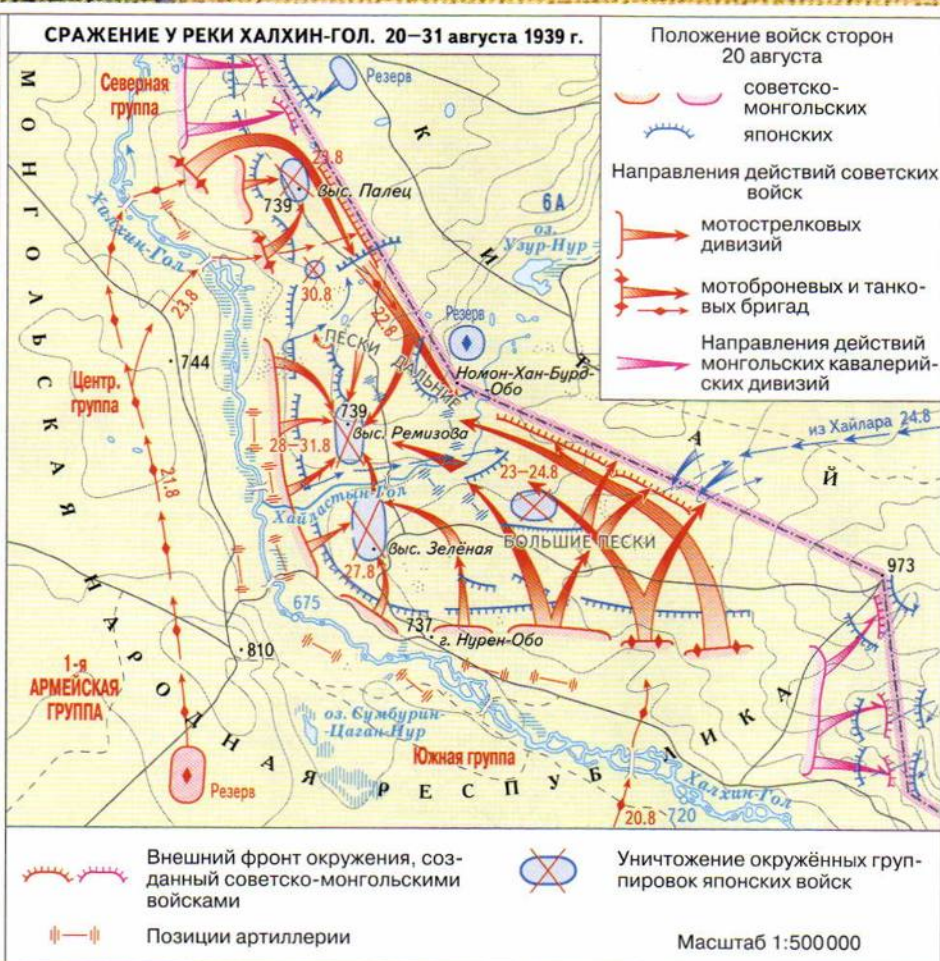 СРАЖЕНИЕ У РЕКИ ХАЛХИН-ГОЛ. 20–31 августа 1939 г.
Положение войск сторон
20 августа
советско-
монгольских
японских
Направления действий советских
войск
мотострелковых
дивизий
мотоброневых и танко-
вых бригад
Направления действий
монгольских кавалерий-
ских дивизий
МОНГОЛЬСКАЯ НАРОДНАЯ РЕСПУБЛИКА
КИТАЙ
Северная
группа
Резерв
23.8
739
выс. Палец
6А
оз.
Узур-Нур
Халхин-Гол
23.8
30.8
22.8
Резерв
744
ПЕСКИ ДАЛЬНИЕ
Номон-Хан-Бурд-
Обо
Центр.
группа
739
выс. Ремизова
28–31.8
из Хайлара 24.8
21.8
23–24.8
Хайластын-Гол
БОЛЬШИЕ ПЕСКИ
выс. Зелёная
27.8
973
675
737
г. Нурен-Обо
810
1-я
АРМЕЙСКАЯ
ГРУППА
оз. Сумбурин-
Цаган-Нур
Южная группа
Резерв
Халхин-Гол
20.8
720
Внешний фронт окружения, соз-
данный советско-монгольскими
войсками
Позиции артиллерии
Уничтожение окружённых груп-
пировок японских войск
Масштаб 1:500 000